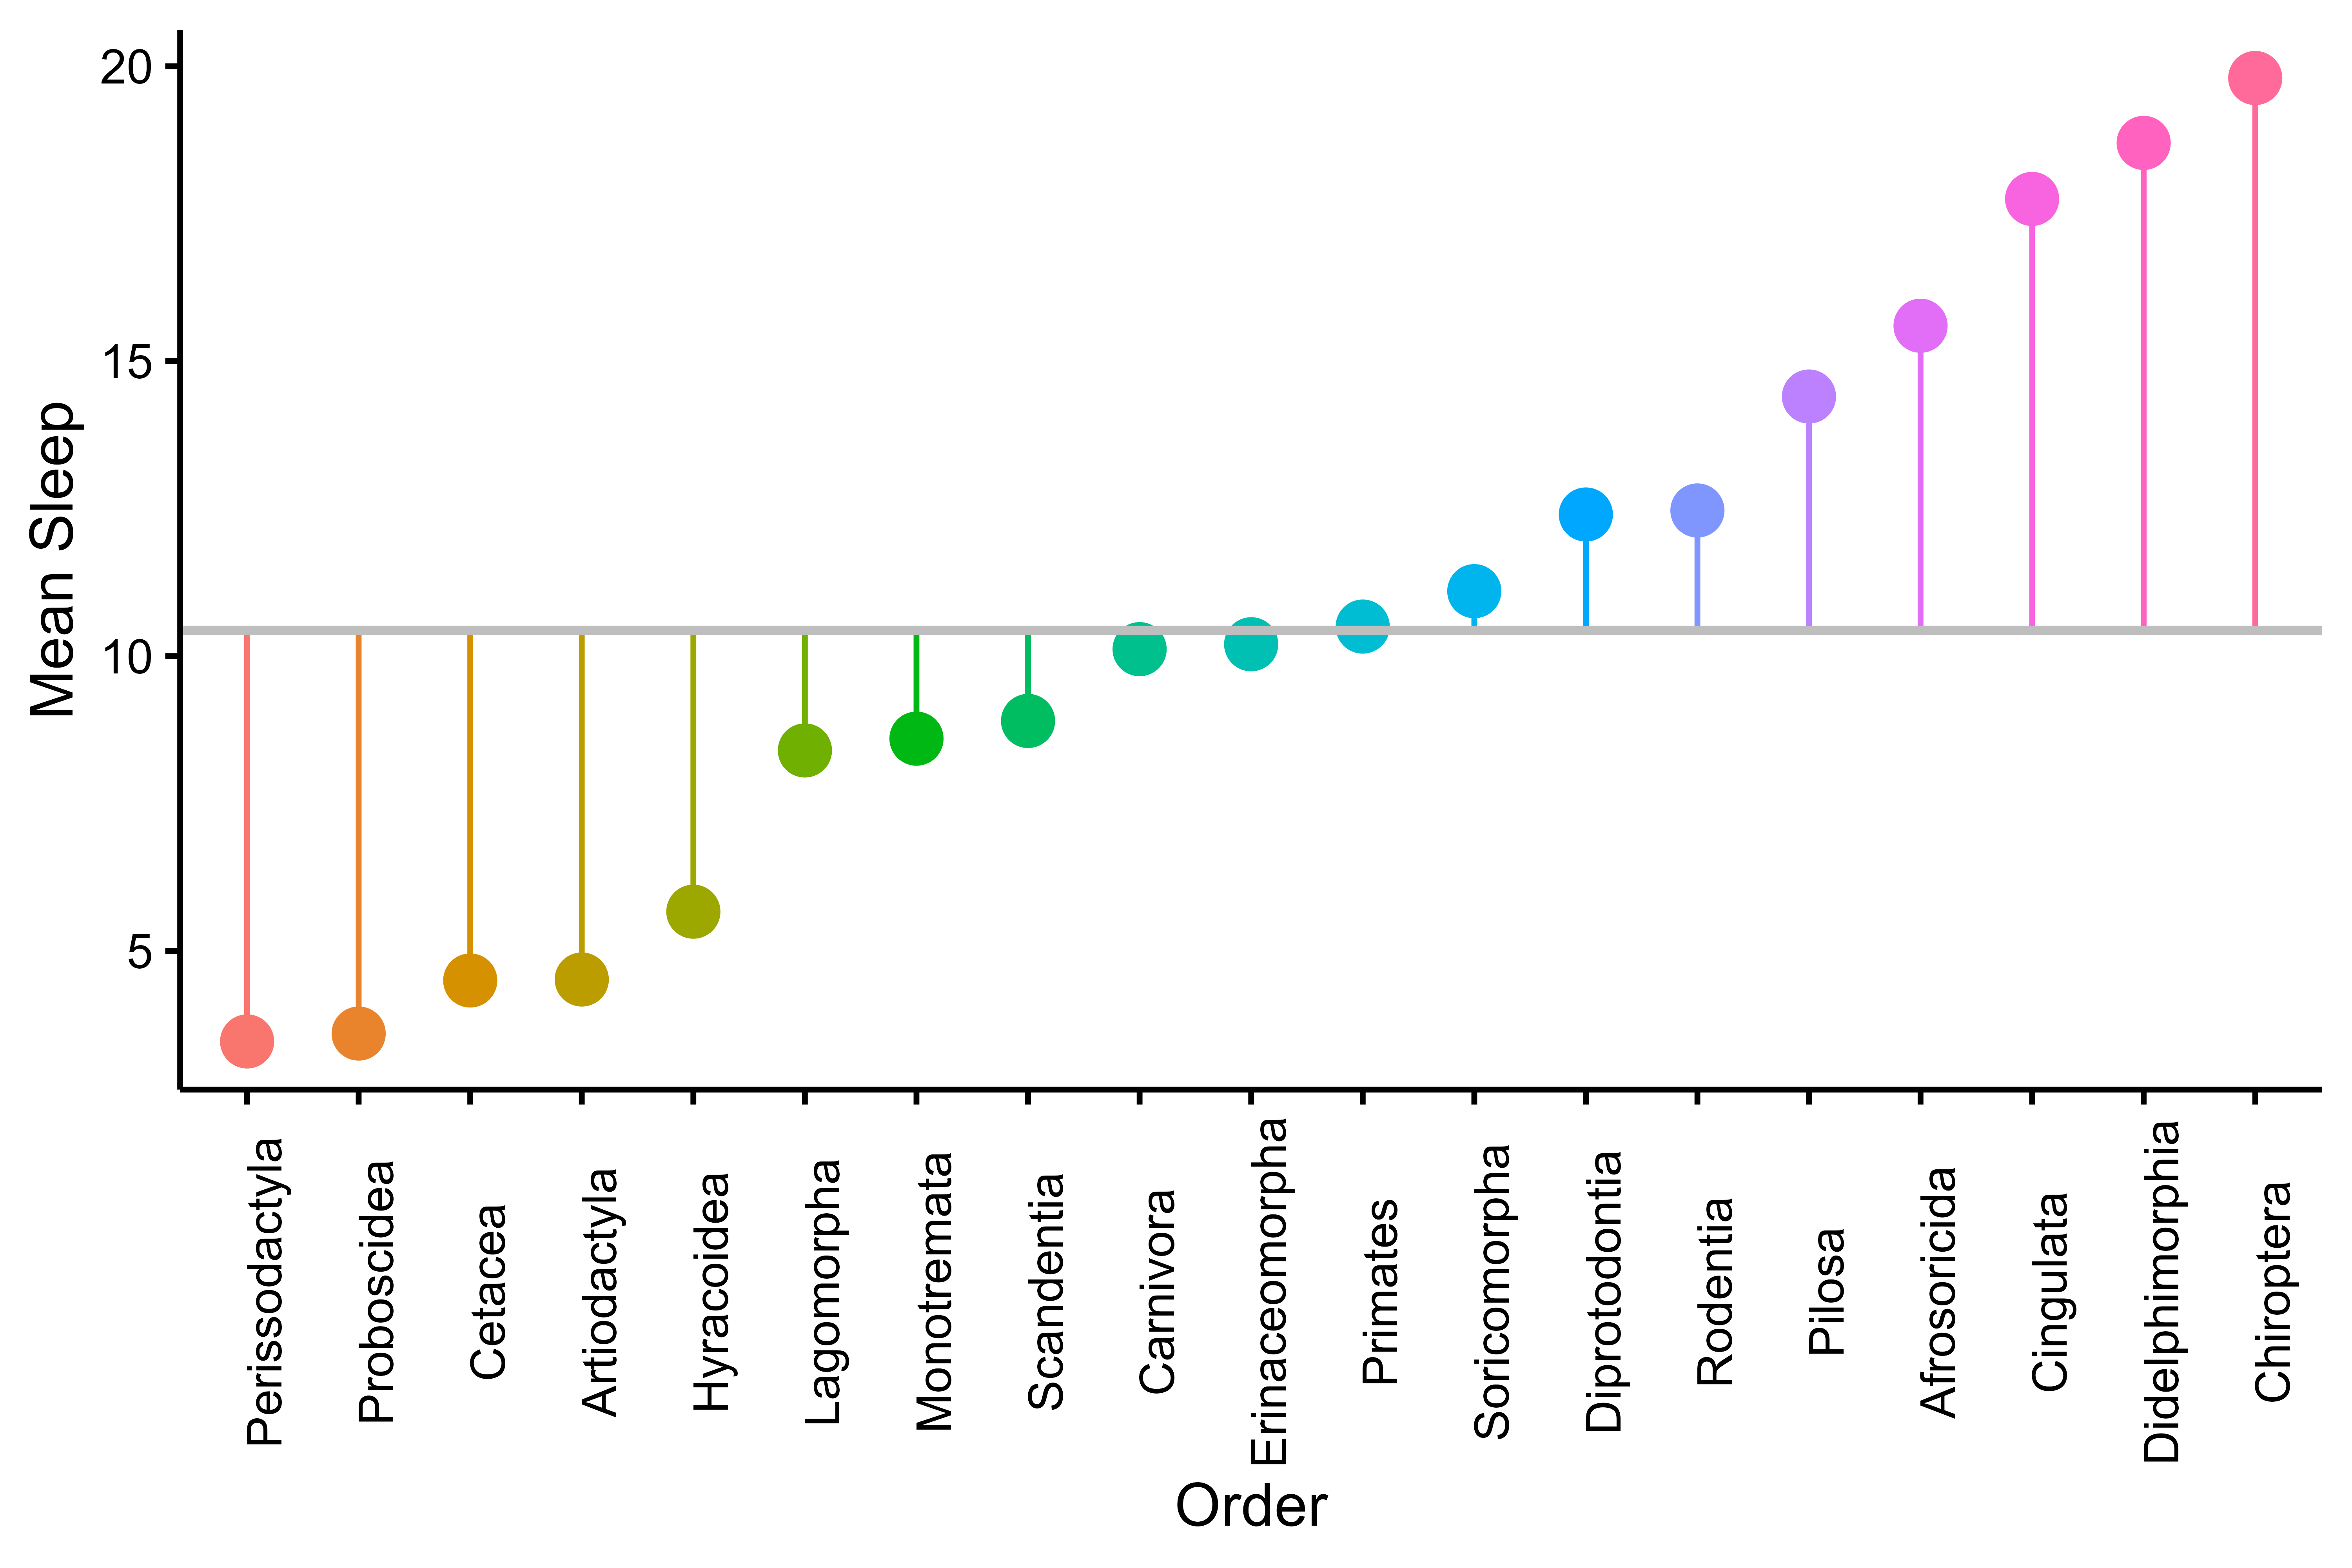 20
15
10
5
Mean Sleep
Perissodactyla
Proboscidea
Cetacea
Artiodactyla
Hyracoidea
Lagomorpha
Monotremata
Scandentia
Carnivora
Erinaceomorpha
Primates
Soricomorpha
Diprotodontia
Rodentia
Pilosa
Afrosoricida
Cingulata
Didelphimorphia
Chiroptera
Order